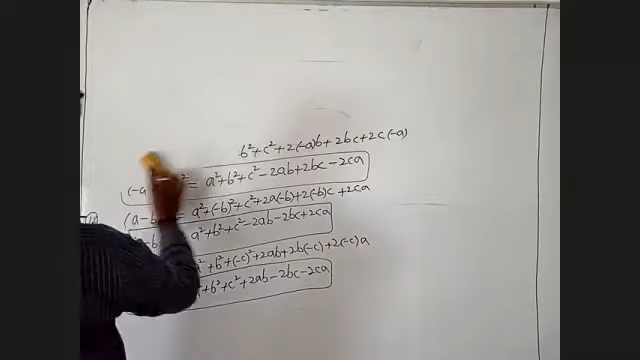 b²+c²+2(-a)b+2bc+2c(-a)
(-a ² = a²+b²+c²-2ab+2bc-2ca
(a-b = a²+(-b)²+c²+2a(-b)+2(-b)c+2ca
a²+b²+c²-2ab-2bc+2ca
²+b²+(-c)²+2ab+2b(-c)+2(-c)a
²+b²+c²+2ab-2bc-2ca